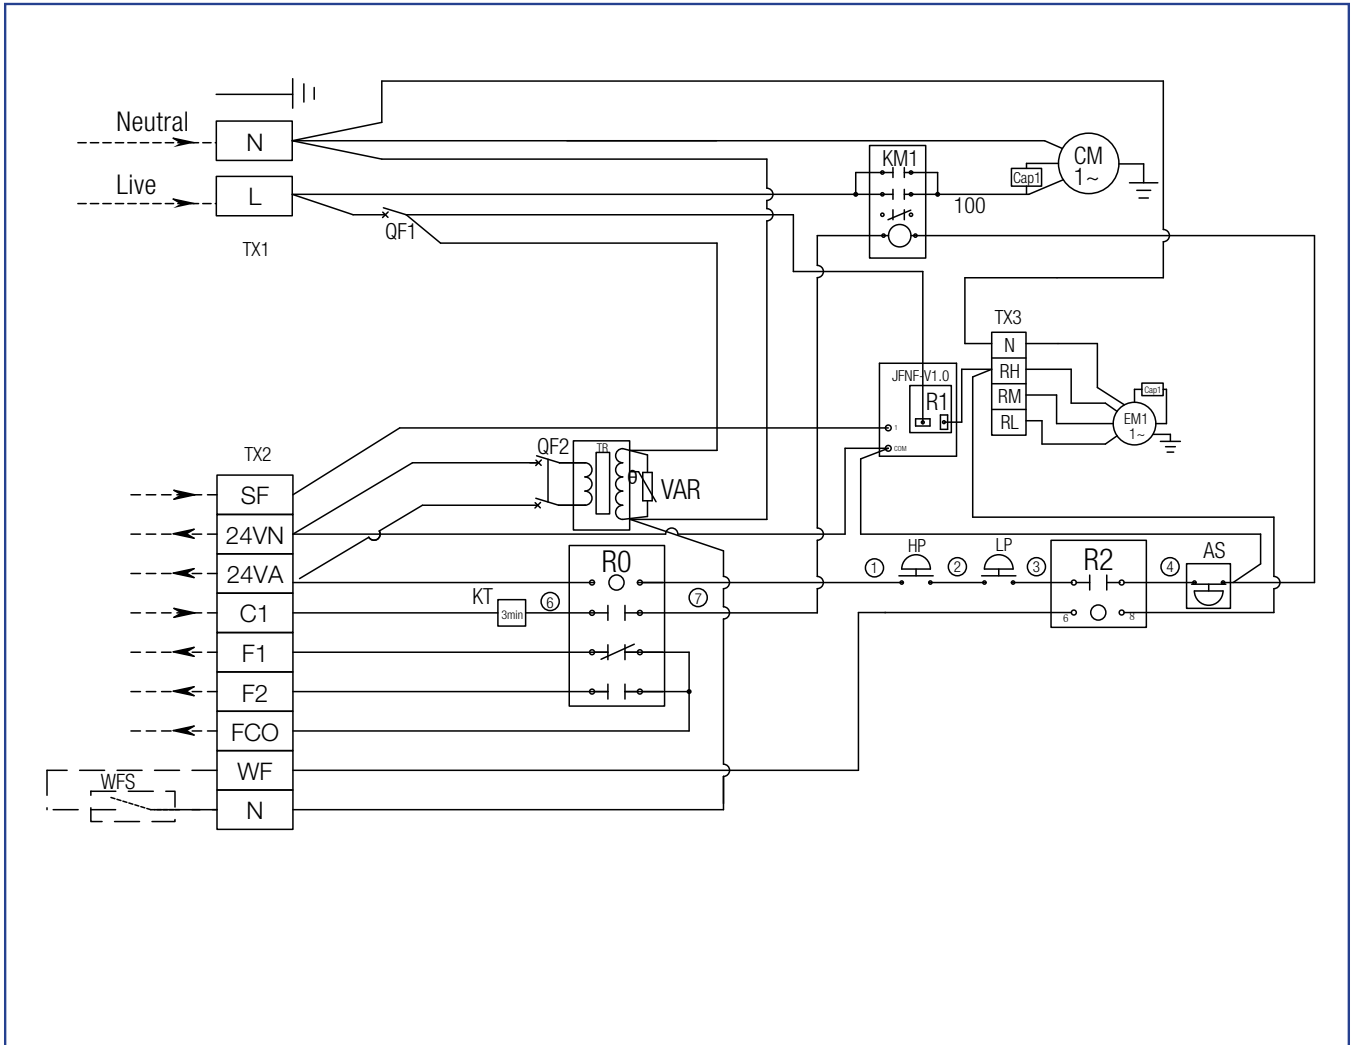 Neutral
N
Live
L
TX1
QF1
KM1
100
Cap1
CM
1~
TX3
N
RH
RM
RL
JFNF-V1.0
R1
1
COM
Cap1
EM1
1~
TX2
QF2
TR
θ
VAR
SF
24VN
24VA
C1
F1
F2
FCO
WF
N
WFS
KT
3min
⑥
R0
⑦
①
HP
②
LP
③
R2
6
8
④
AS